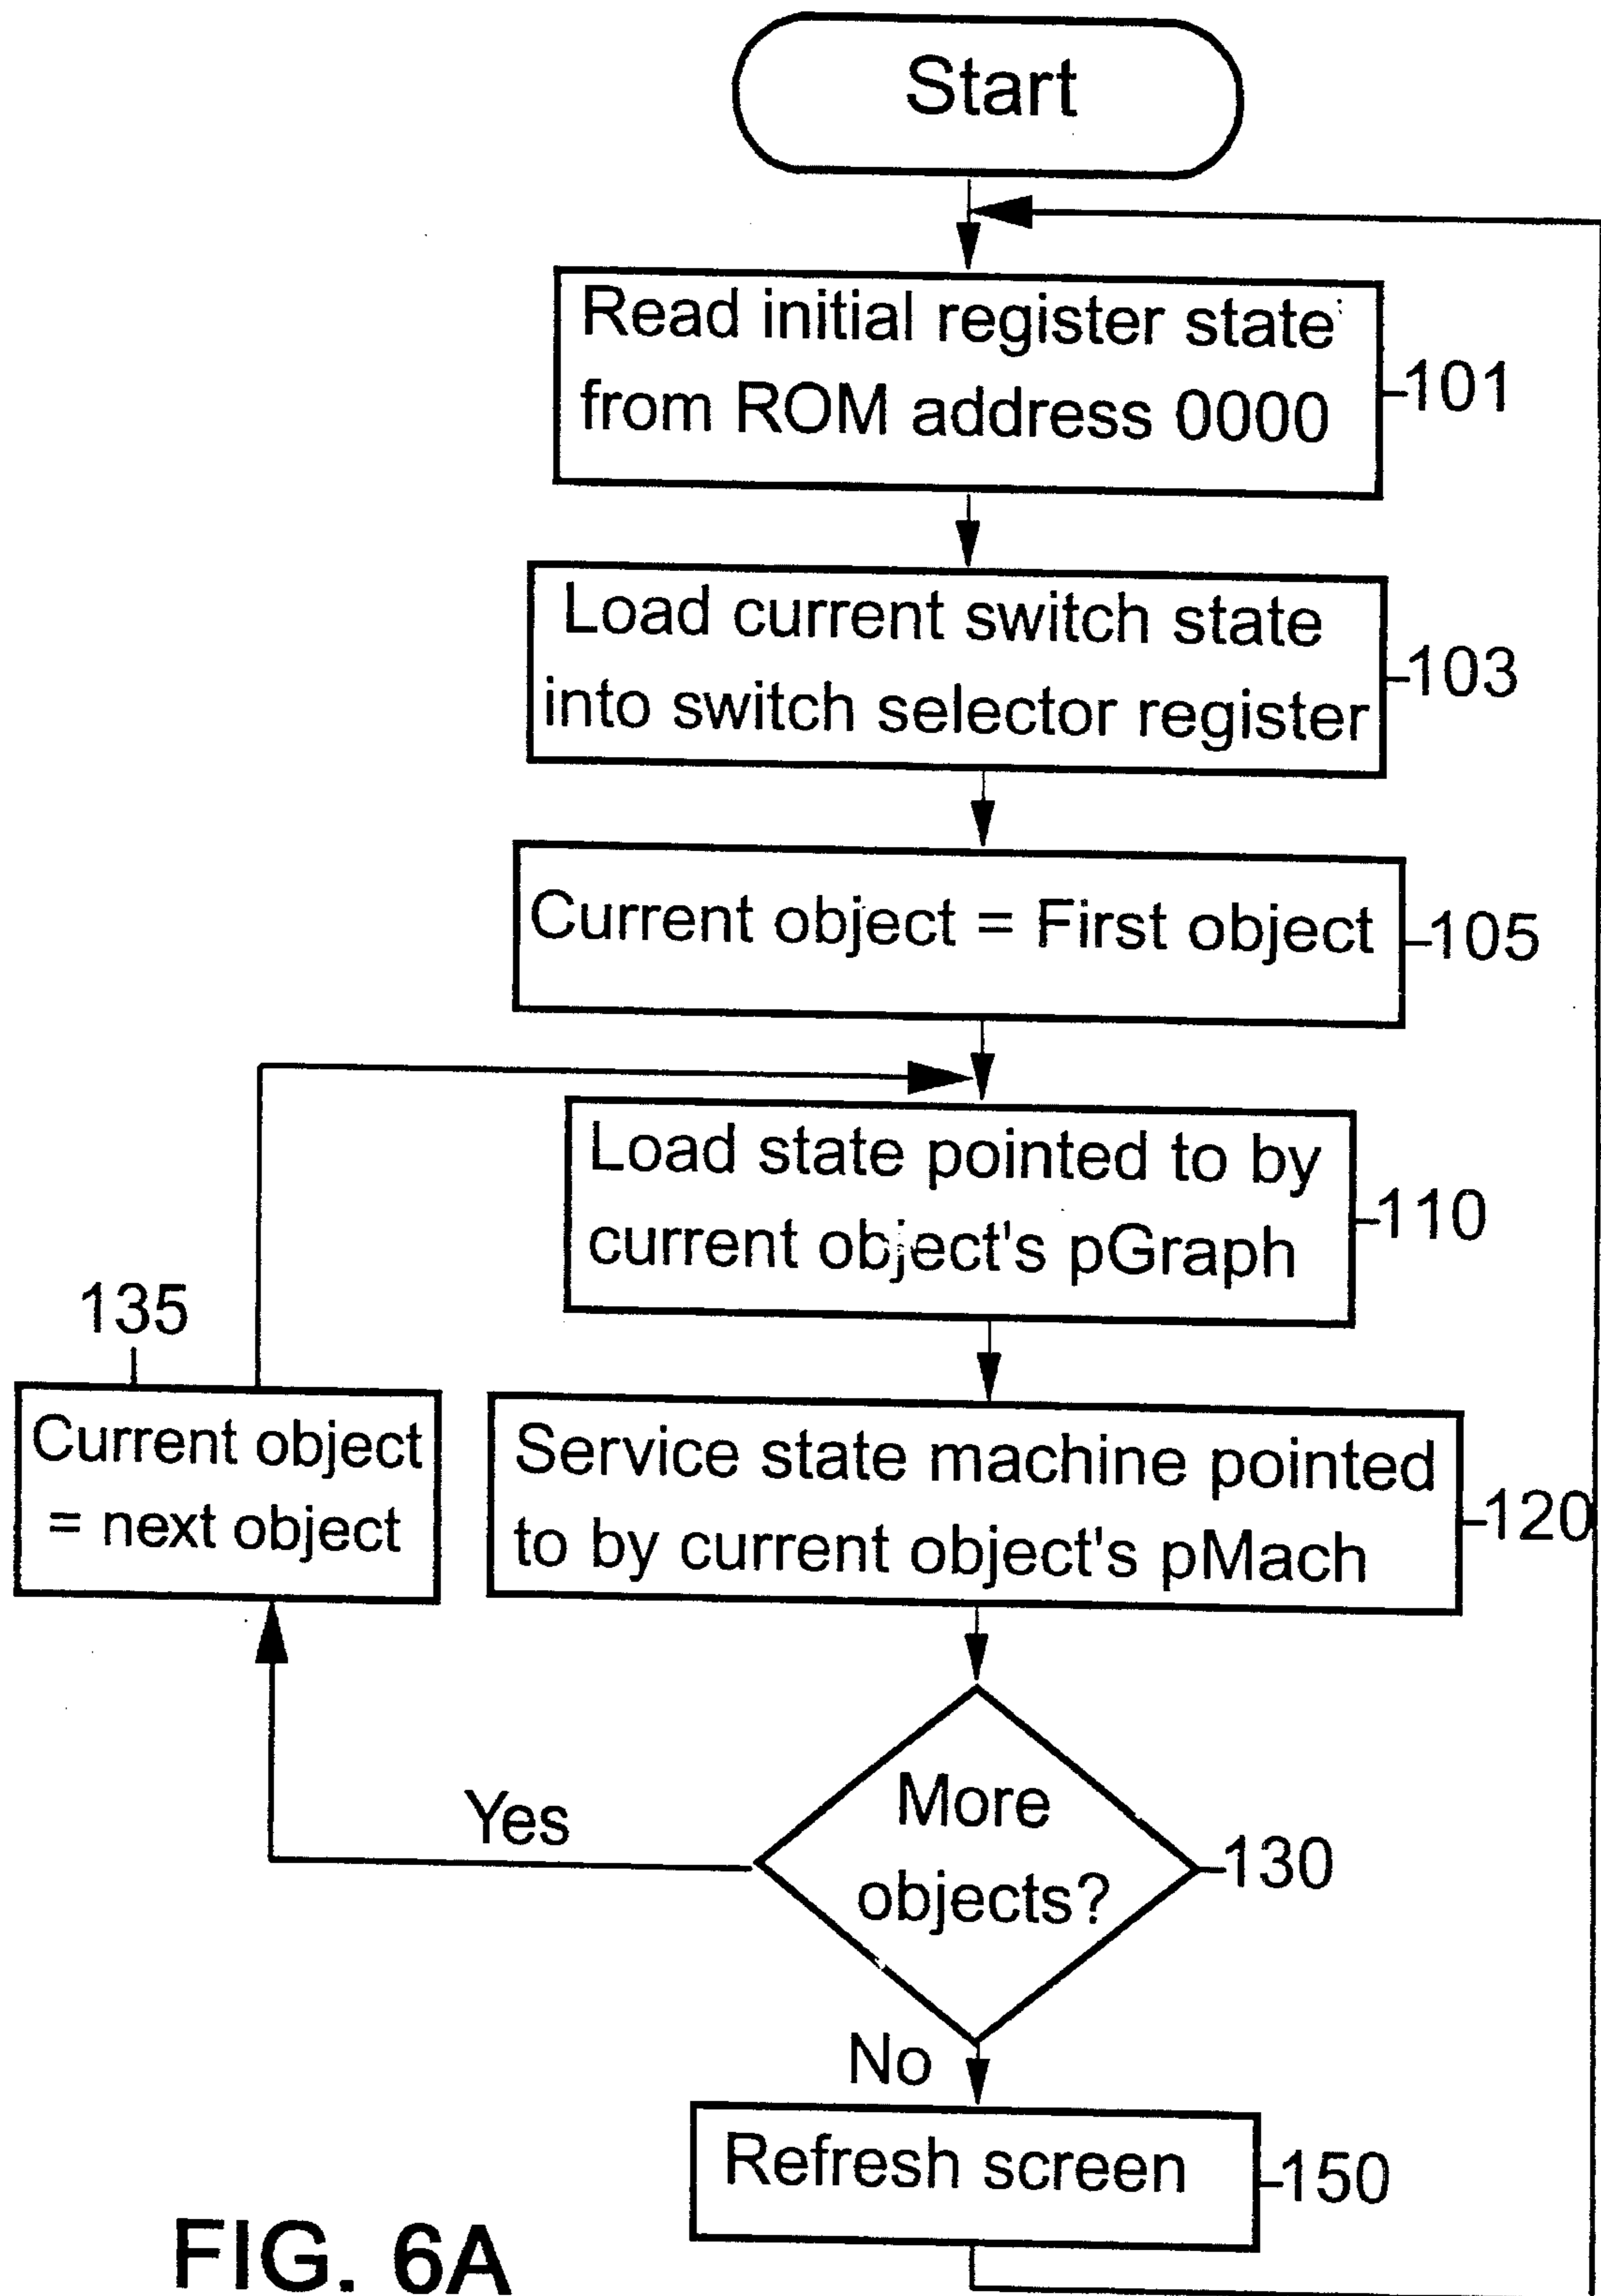 Start
Read initial register state
from ROM address 0000
101
Load current switch state
into switch selector register
103
Current object = First object
105
Load state pointed to by
current object's pGraph
110
135
Current object
= next object
Service state machine pointed
to by current object's pMach
120
More
objects?
130
Yes
No
Refresh screen
150
FIG. 6A